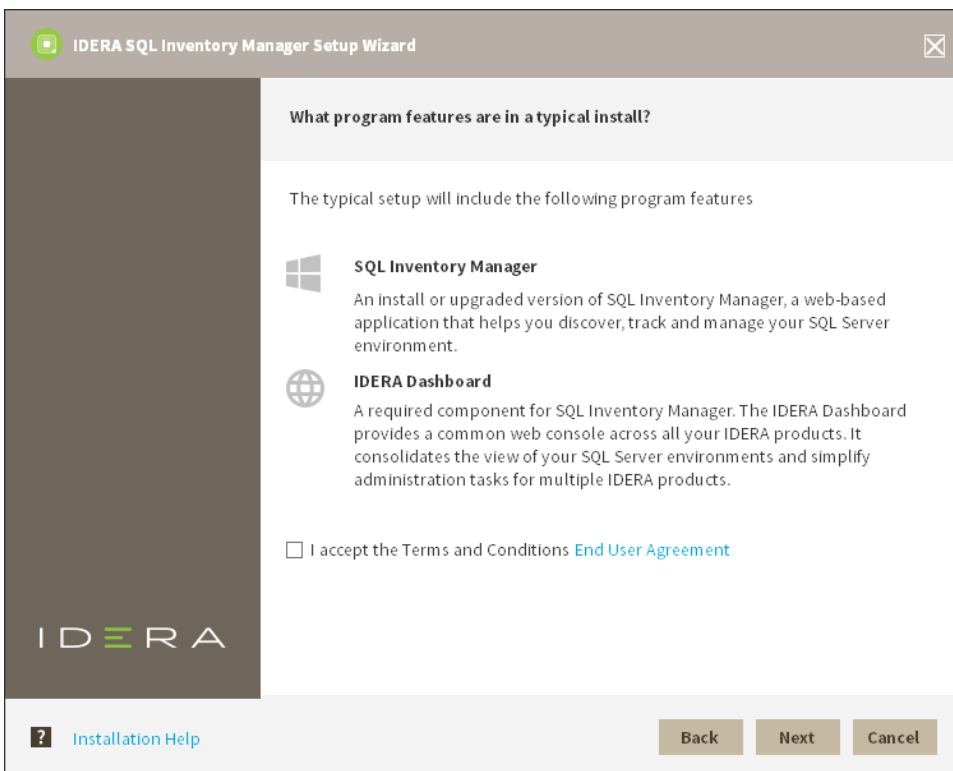 IDERA SQL Inventory Manager Setup Wizard
What program features are in a typical install?
The typical setup will include the following program features
SQL Inventory Manager
An install or upgraded version of SQL Inventory Manager, a web-based
application that helps you discover, track and manage your SQL Server
environment.
IDERA Dashboard
A required component for SQL Inventory Manager. The IDERA Dashboard
provides a common web console across all your IDERA products. It
consolidates the view of your SQL Server environments and simplify
administration tasks for multiple IDERA products.
I accept the Terms and Conditions End User Agreement
IDERA
? Installation Help
Back Next Cancel